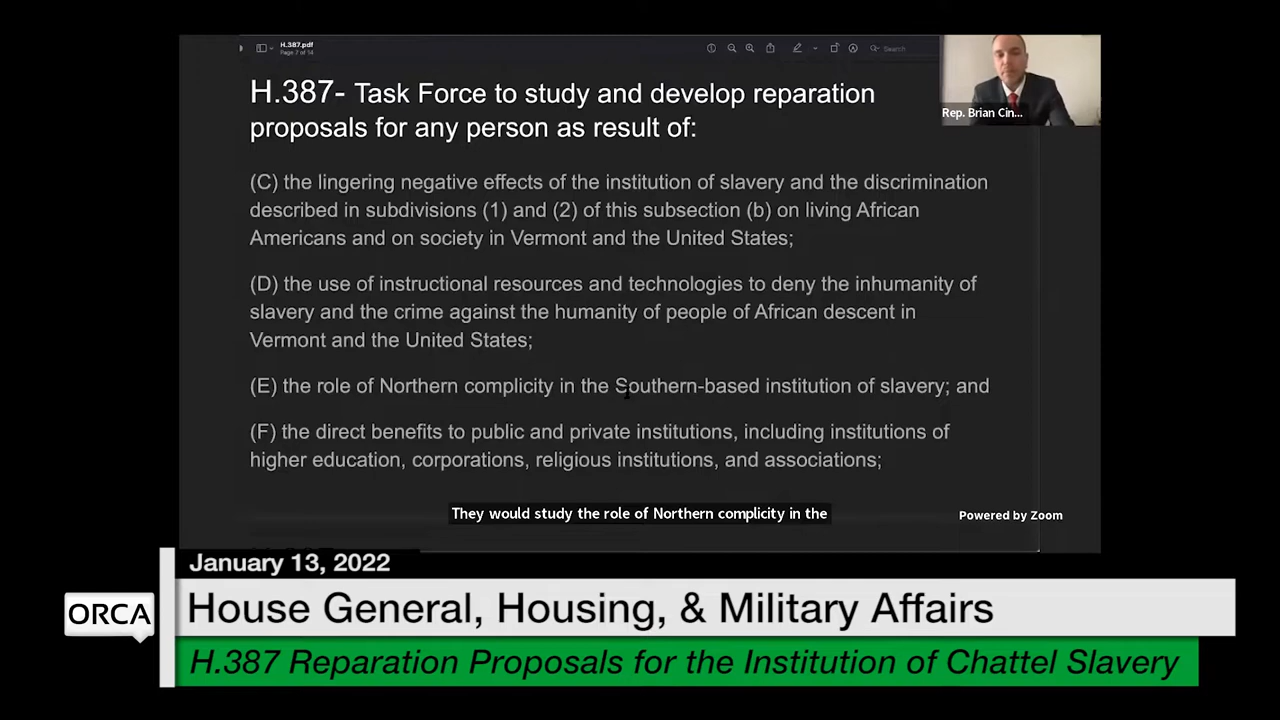 H.387.pdf
Page 7 of 14
Search
H.387- Task Force to study and develop reparation
proposals for any person as result of:
Rep. Brian Cin...
(C) the lingering negative effects of the institution of slavery and the discrimination
described in subdivisions (1) and (2) of this subsection (b) on living African
Americans and on society in Vermont and the United States;
(D) the use of instructional resources and technologies to deny the inhumanity of
slavery and the crime against the humanity of people of African descent in
Vermont and the United States;
(E) the role of Northern complicity in the Southern-based institution of slavery; and
(F) the direct benefits to public and private institutions, including institutions of
higher education, corporations, religious institutions, and associations;
They would study the role of Northern complicity in the
Powered by Zoom
January 13, 2022
ORCA
House General, Housing, & Military Affairs
H.387 Reparation Proposals for the Institution of Chattel Slavery